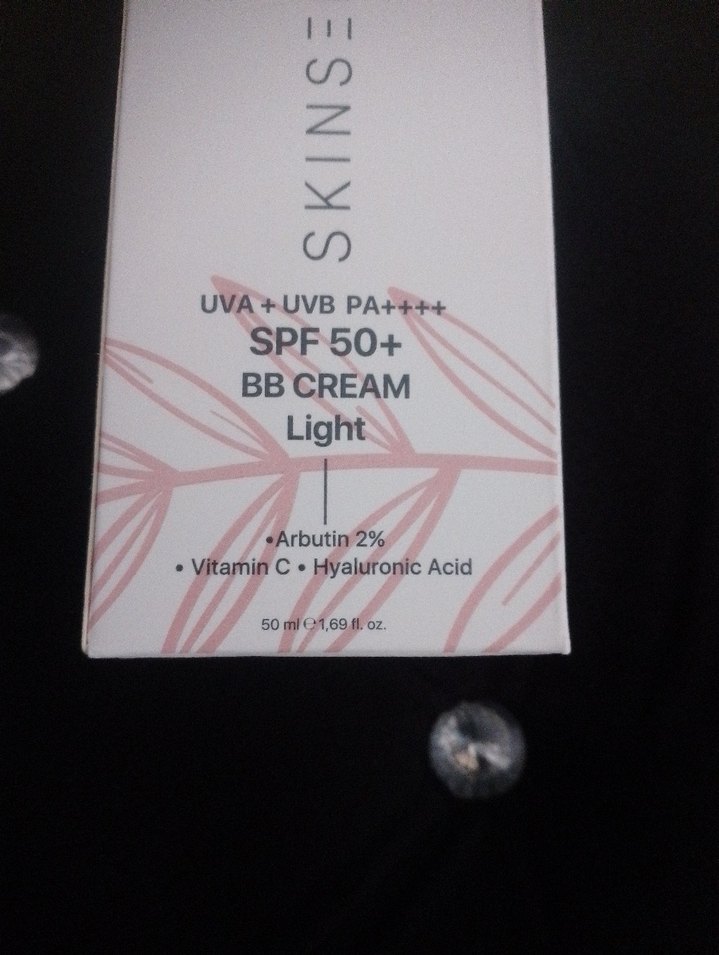 SKINSE
UVA + UVB PA++++
SPF 50+
BB CREAM
Light
•Arbutin 2%
• Vitamin C • Hyaluronic Acid
50 ml ℮ 1,69 fl. oz.